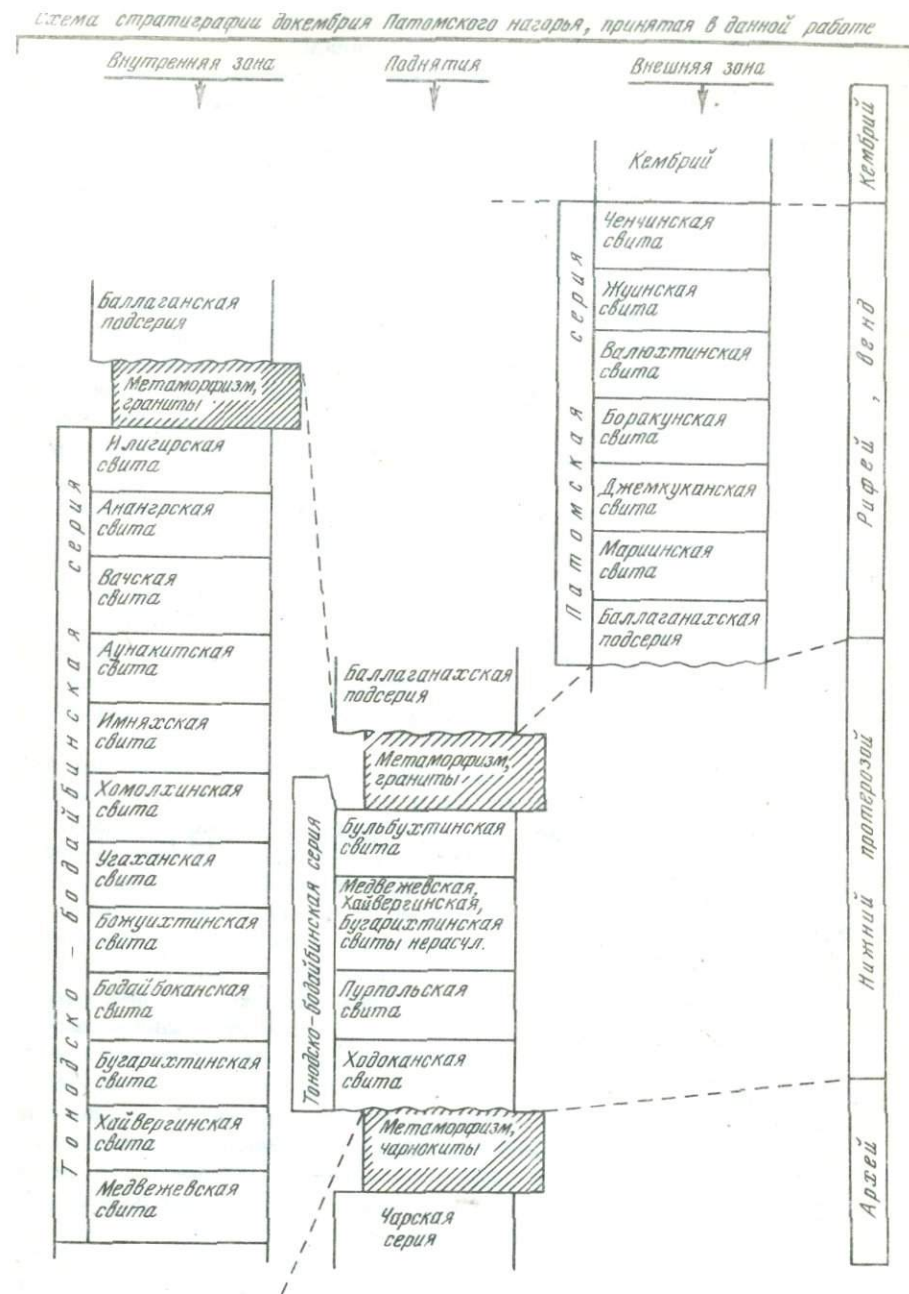 Схема стратиграфии докембрия Патомского нагорья, принятая в данной работе
Внутренняя зона
Поднятия
Внешняя зона
Баллаганская
подсерия
Метаморфизм,
граниты
Илигирская
свита
Анангрская
свита
Вачская
свита
Аунакитская
свита
Имняхская
свита
Хомолхинская
свита
Угаханская
свита
Божуихтинская
свита
Бодайбоканская
свита
Бугарихтинская
свита
Хайвергинская
свита
Медвежевская
свита
Тонодско-бодайбинская серия
Баллаганахская
подсерия
Метаморфизм,
граниты
Бульбухтинская
свита
Медвежевская,
Хайвергинская,
Бугарихтинская
свиты нерасчл.
Пурпольская
свита
Ходоканская
свита
Метаморфизм,
чарнокиты
Чарская
серия
Тонодско-бодайбинская серия
Кембрий
Ченчинская
свита
Жуинская
свита
Валюхтинская
свита
Боракунская
свита
Джемкуканская
свита
Мариинская
свита
Баллаганахская
подсерия
Патомская серия
Кембрий
Рифей, венд
Нижний протерозой
Архей